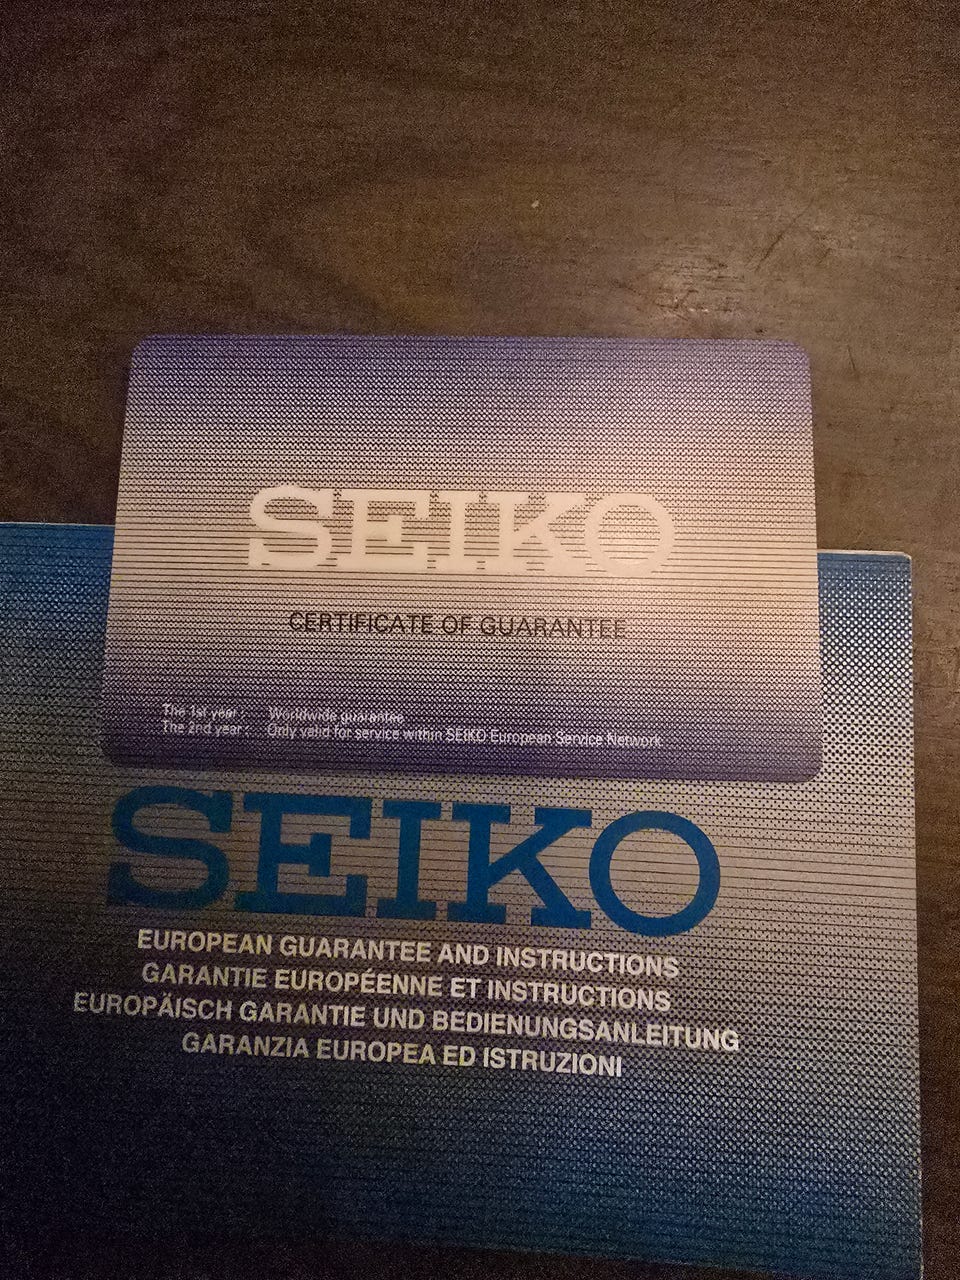 SEIKO
CERTIFICATE OF GUARANTEE
The 1st year : Worldwide guarantee
The 2nd year : Only valid for service within SEIKO European Service Network
SEIKO
EUROPEAN GUARANTEE AND INSTRUCTIONS
GARANTIE EUROPÉENNE ET INSTRUCTIONS
EUROPÄISCH GARANTIE UND BEDIENUNGSANLEITUNG
GARANZIA EUROPEA ED ISTRUZIONI